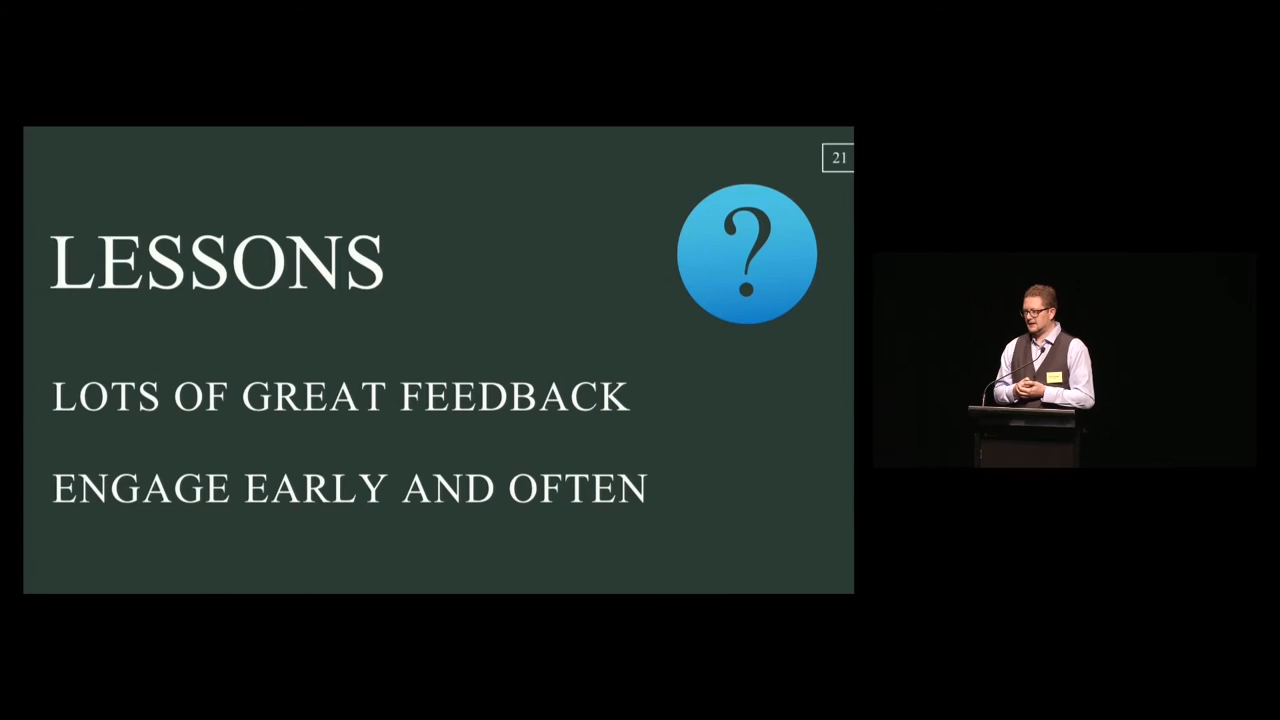 21
?
LESSONS
LOTS OF GREAT FEEDBACK
ENGAGE EARLY AND OFTEN